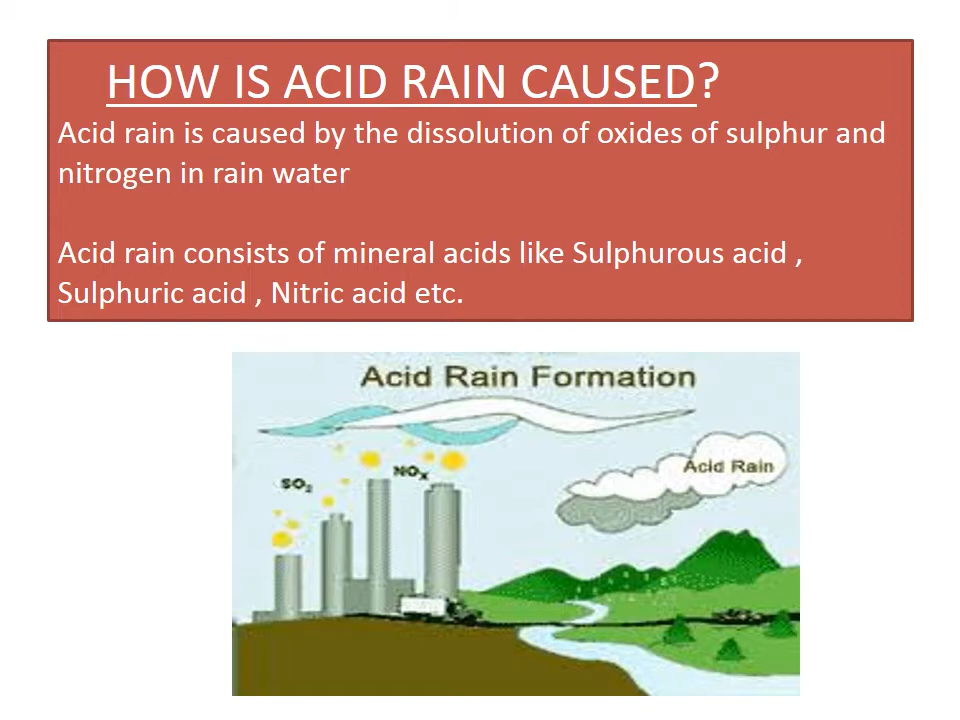 HOW IS ACID RAIN CAUSED?
Acid rain is caused by the dissolution of oxides of sulphur and
nitrogen in rain water
Acid rain consists of mineral acids like Sulphurous acid ,
Sulphuric acid , Nitric acid etc.
Acid Rain Formation
Acid Rain
NOx
SO₂